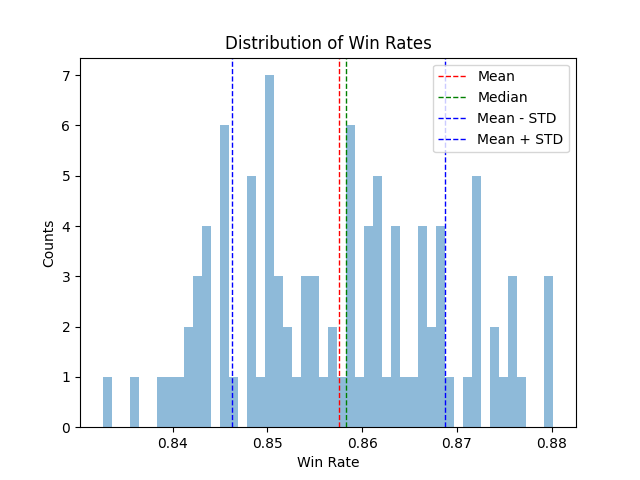 Distribution of Win Rates
Mean
Median
Mean - STD
Mean + STD
7
6
5
4
3
2
1
0
Counts
0.84 0.85 0.86 0.87 0.88
Win Rate